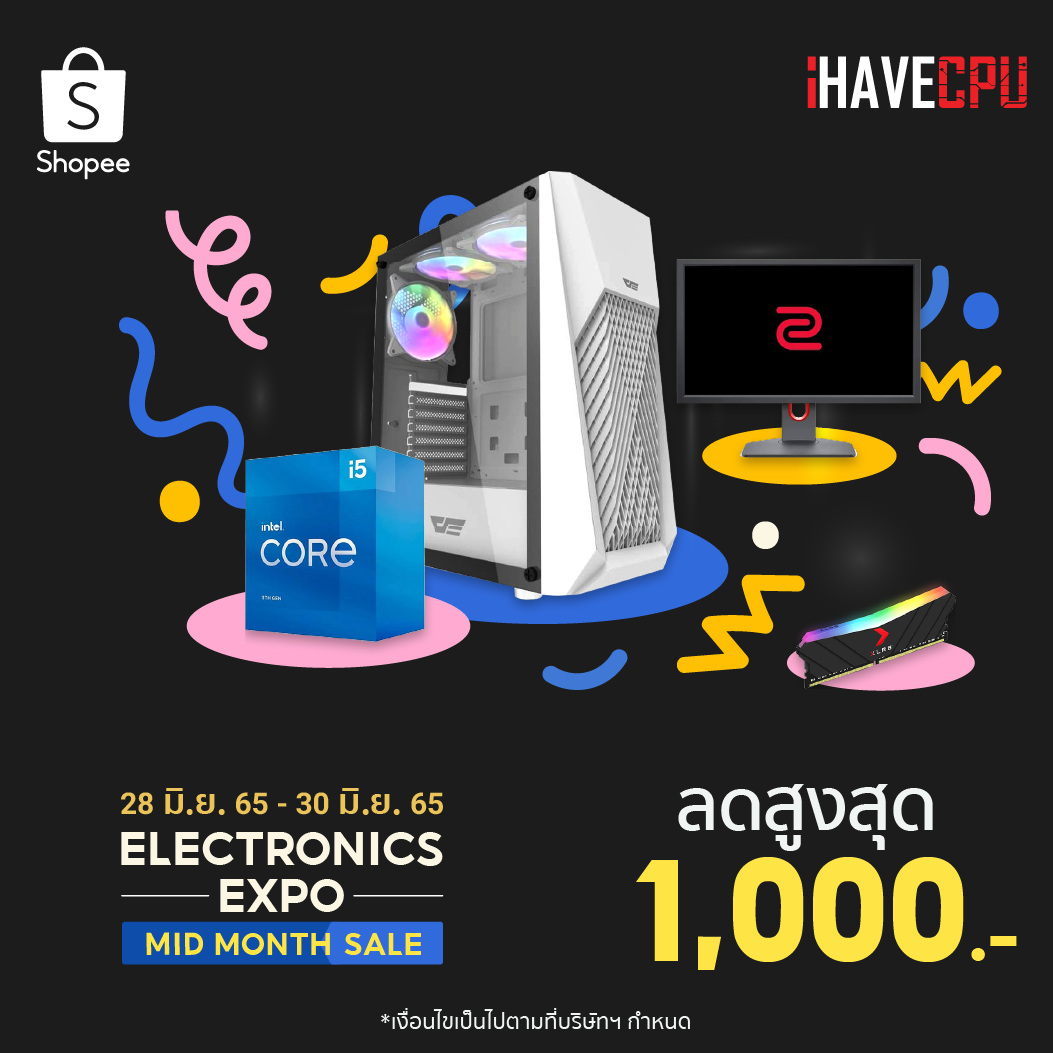 S
Shopee
iHAVECPU
i5
intel.
CORE
XLR8
28 มิ.ย. 65 - 30 มิ.ย. 65
ELECTRONICS
EXPO
MID MONTH SALE
ลดสูงสุด
1,000.-
*เงื่อนไขเป็นไปตามที่บริษัทฯ กำหนด